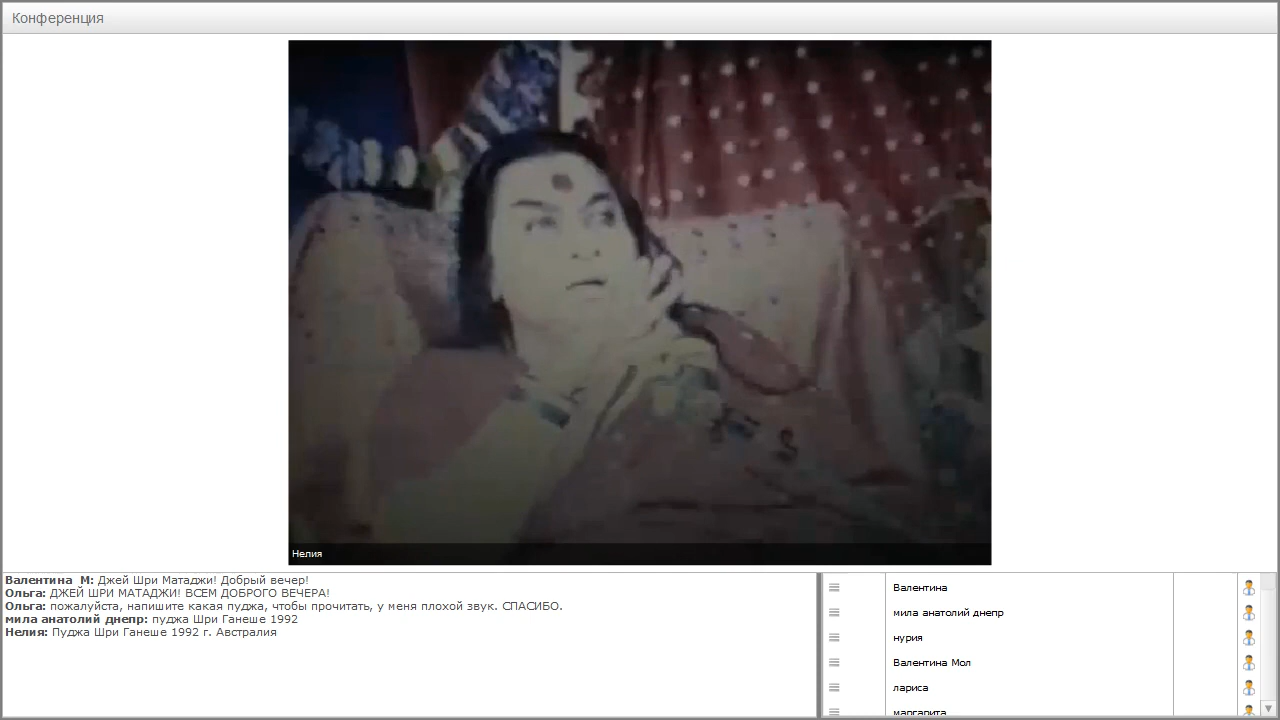 Конференция
Нелия
Валентина М: Джей Шри Матаджи! Добрый вечер!
Ольга: ДЖЕЙ ШРИ МАТАДЖИ! ВСЕМ ДОБРОГО ВЕЧЕРА!
Ольга: пожалуйста, напишите какая пуджа, чтобы прочитать, у меня плохой звук. СПАСИБО.
мила анатолий днепр: пуджа Шри Ганеше 1992
Нелия: Пуджа Шри Ганеше 1992 г. Австралия
Валентина
мила анатолий днепр
нурия
Валентина Мол
лариса
маргарита